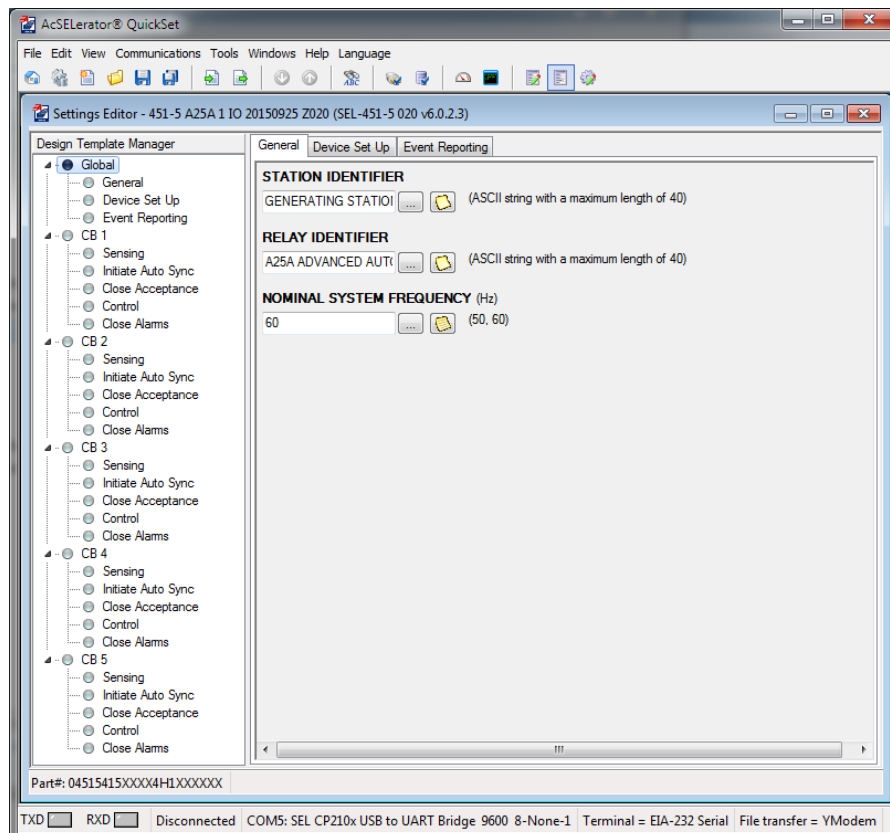 AcSELerator® QuickSet
File Edit View Communications Tools Windows Help Language
Settings Editor - 451-5 A25A 1 IO 20150925 Z020 (SEL-451-5 020 v6.0.2.3)
Design Template Manager
Global
General
Device Set Up
Event Reporting
CB 1
Sensing
Initiate Auto Sync
Close Acceptance
Control
Close Alarms
CB 2
Sensing
Initiate Auto Sync
Close Acceptance
Control
Close Alarms
CB 3
Sensing
Initiate Auto Sync
Close Acceptance
Control
Close Alarms
CB 4
Sensing
Initiate Auto Sync
Close Acceptance
Control
Close Alarms
CB 5
Sensing
Initiate Auto Sync
Close Acceptance
Control
Close Alarms
General Device Set Up Event Reporting
STATION IDENTIFIER
GENERATING STATIO ... (ASCII string with a maximum length of 40)
RELAY IDENTIFIER
A25A ADVANCED AUT ... (ASCII string with a maximum length of 40)
NOMINAL SYSTEM FREQUENCY (Hz)
60 ... (50, 60)
Part#: 04515415XXXX4H1XXXXXX
TXD RXD Disconnected COM5: SEL CP210x USB to UART Bridge 9600 8-None-1 Terminal = EIA-232 Serial File transfer = YModem